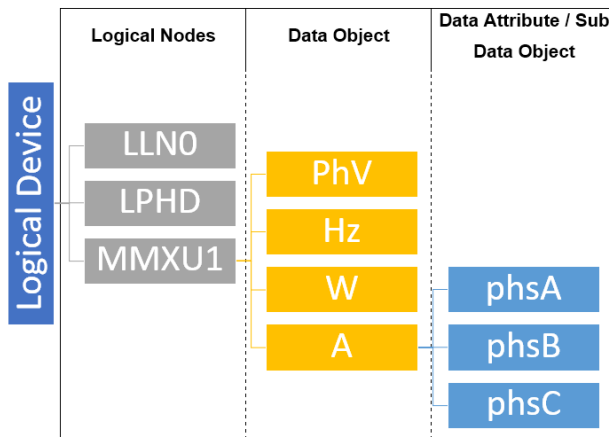 Logical Nodes
Data Object
Data Attribute / Sub
Data Object
Logical Device
LLN0
LPHD
MMXU1
PhV
Hz
W
A
phsA
phsB
phsC